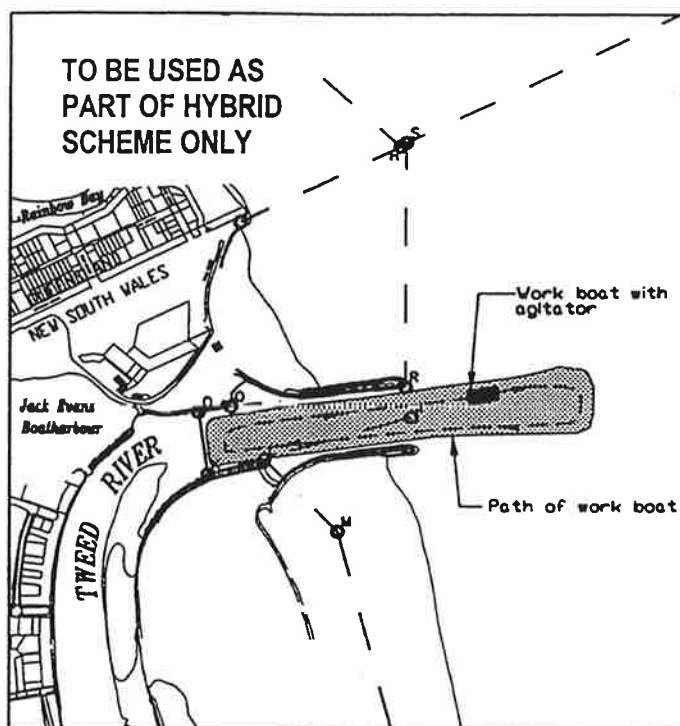 TO BE USED AS
PART OF HYBRID
SCHEME ONLY
S
Rainbow Bay
NEW SOUTH WALES
Work boat with
agitator
R
Jack Evans
Boatharbour
TWEED RIVER
Path of work boat
M